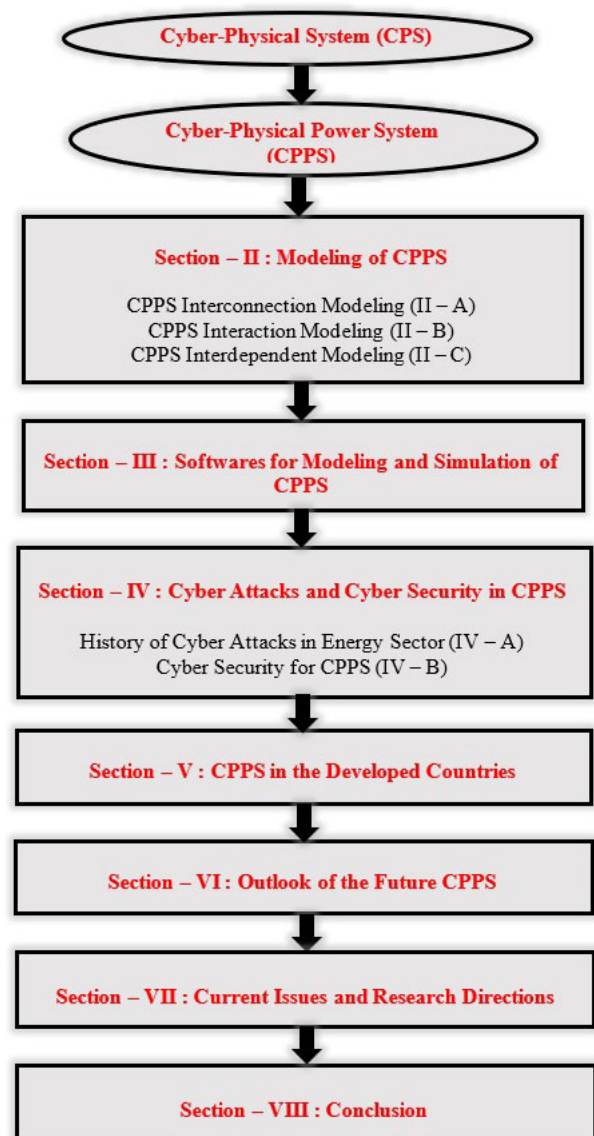 Cyber-Physical System (CPS)
Cyber-Physical Power System
(CPPS)
Section – II : Modeling of CPPS
CPPS Interconnection Modeling (II – A)
CPPS Interaction Modeling (II – B)
CPPS Interdependent Modeling (II – C)
Section – III : Softwares for Modeling and Simulation of
CPPS
Section – IV : Cyber Attacks and Cyber Security in CPPS
History of Cyber Attacks in Energy Sector (IV – A)
Cyber Security for CPPS (IV – B)
Section – V : CPPS in the Developed Countries
Section – VI : Outlook of the Future CPPS
Section – VII : Current Issues and Research Directions
Section – VIII : Conclusion